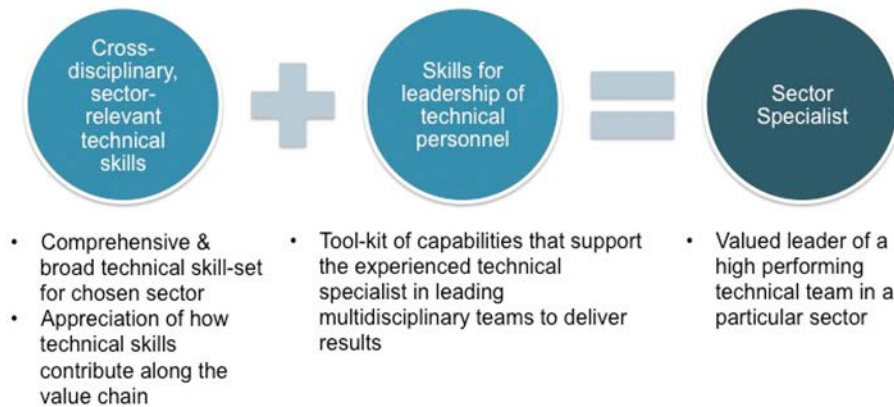 Cross-
disciplinary,
sector-
relevant
technical
skills
Skills for
leadership of
technical
personnel
Sector
Specialist
• Comprehensive &
broad technical skill-set
for chosen sector
• Appreciation of how
technical skills
contribute along the
value chain
• Tool-kit of capabilities that support
the experienced technical
specialist in leading
multidisciplinary teams to deliver
results
• Valued leader of a
high performing
technical team in a
particular sector